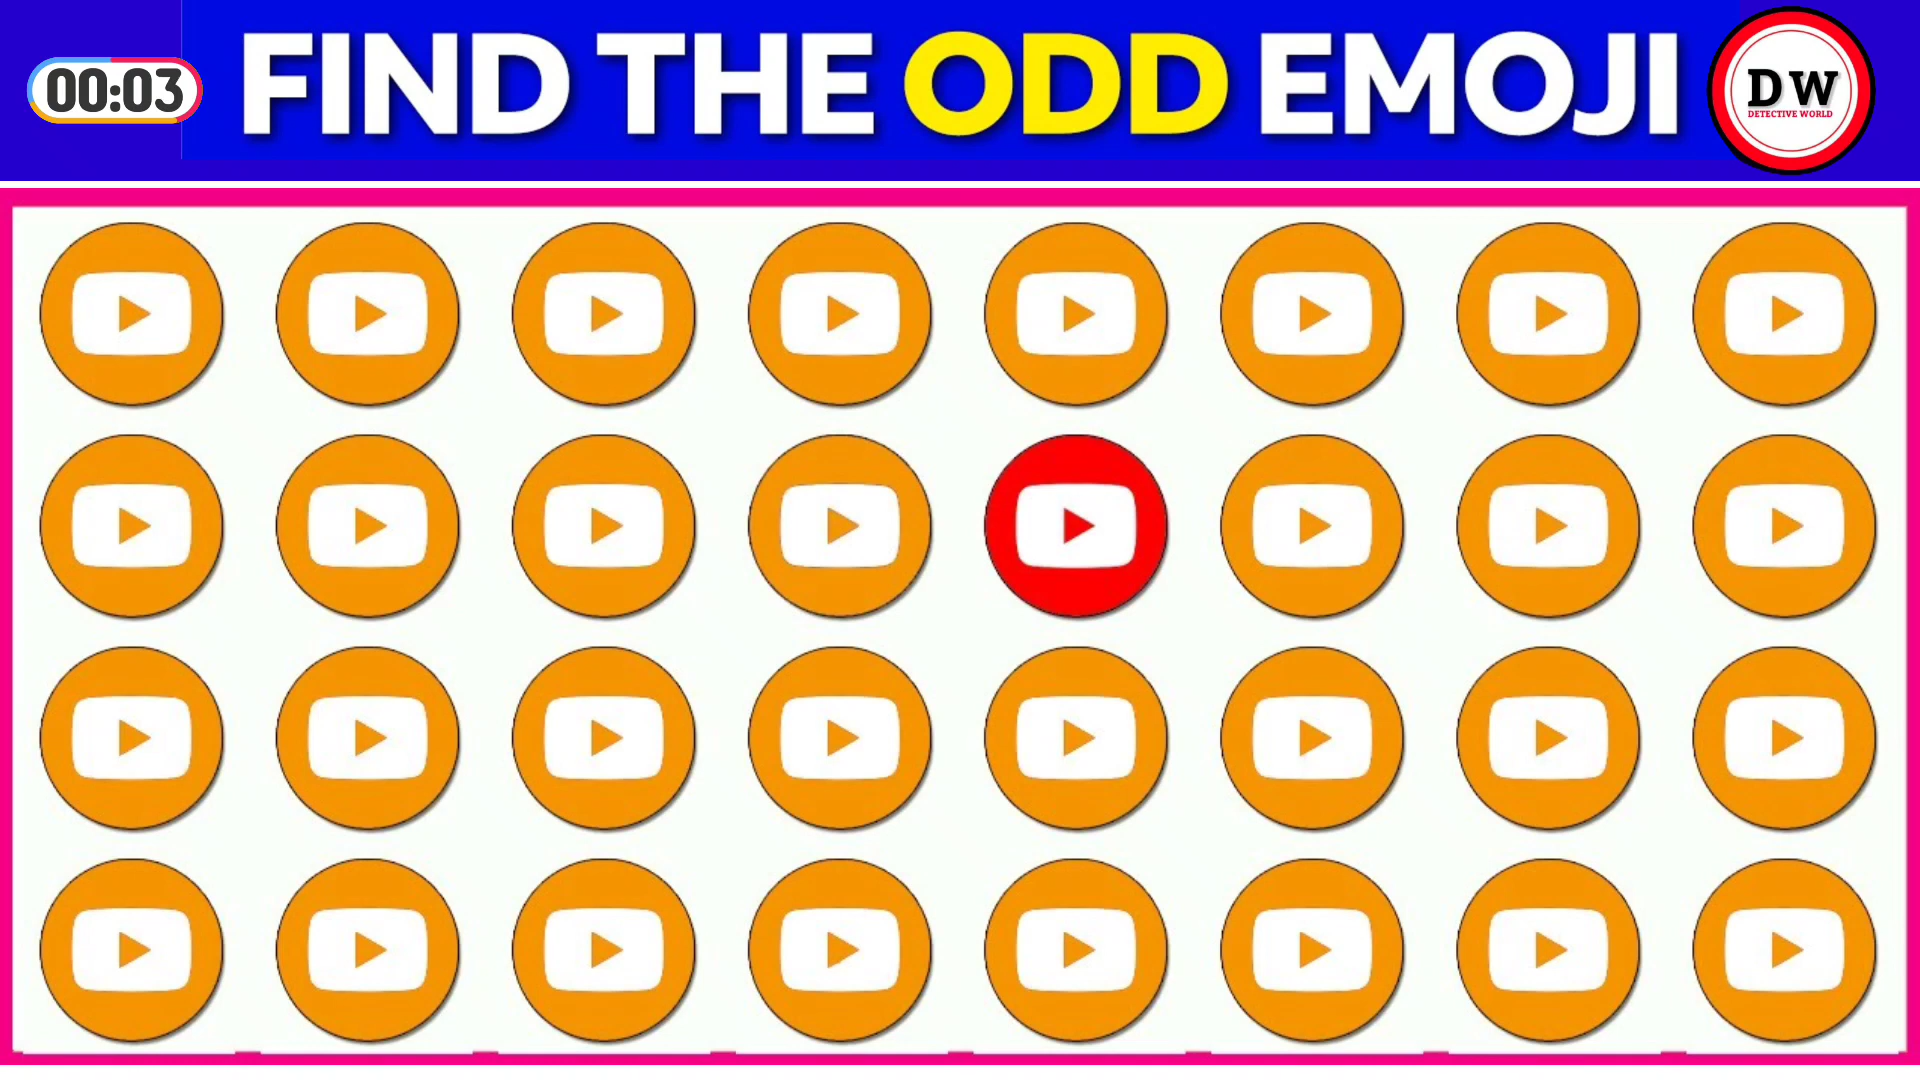 00:03
FIND THE ODD EMOJI
DW
DETECTIVE WORLD